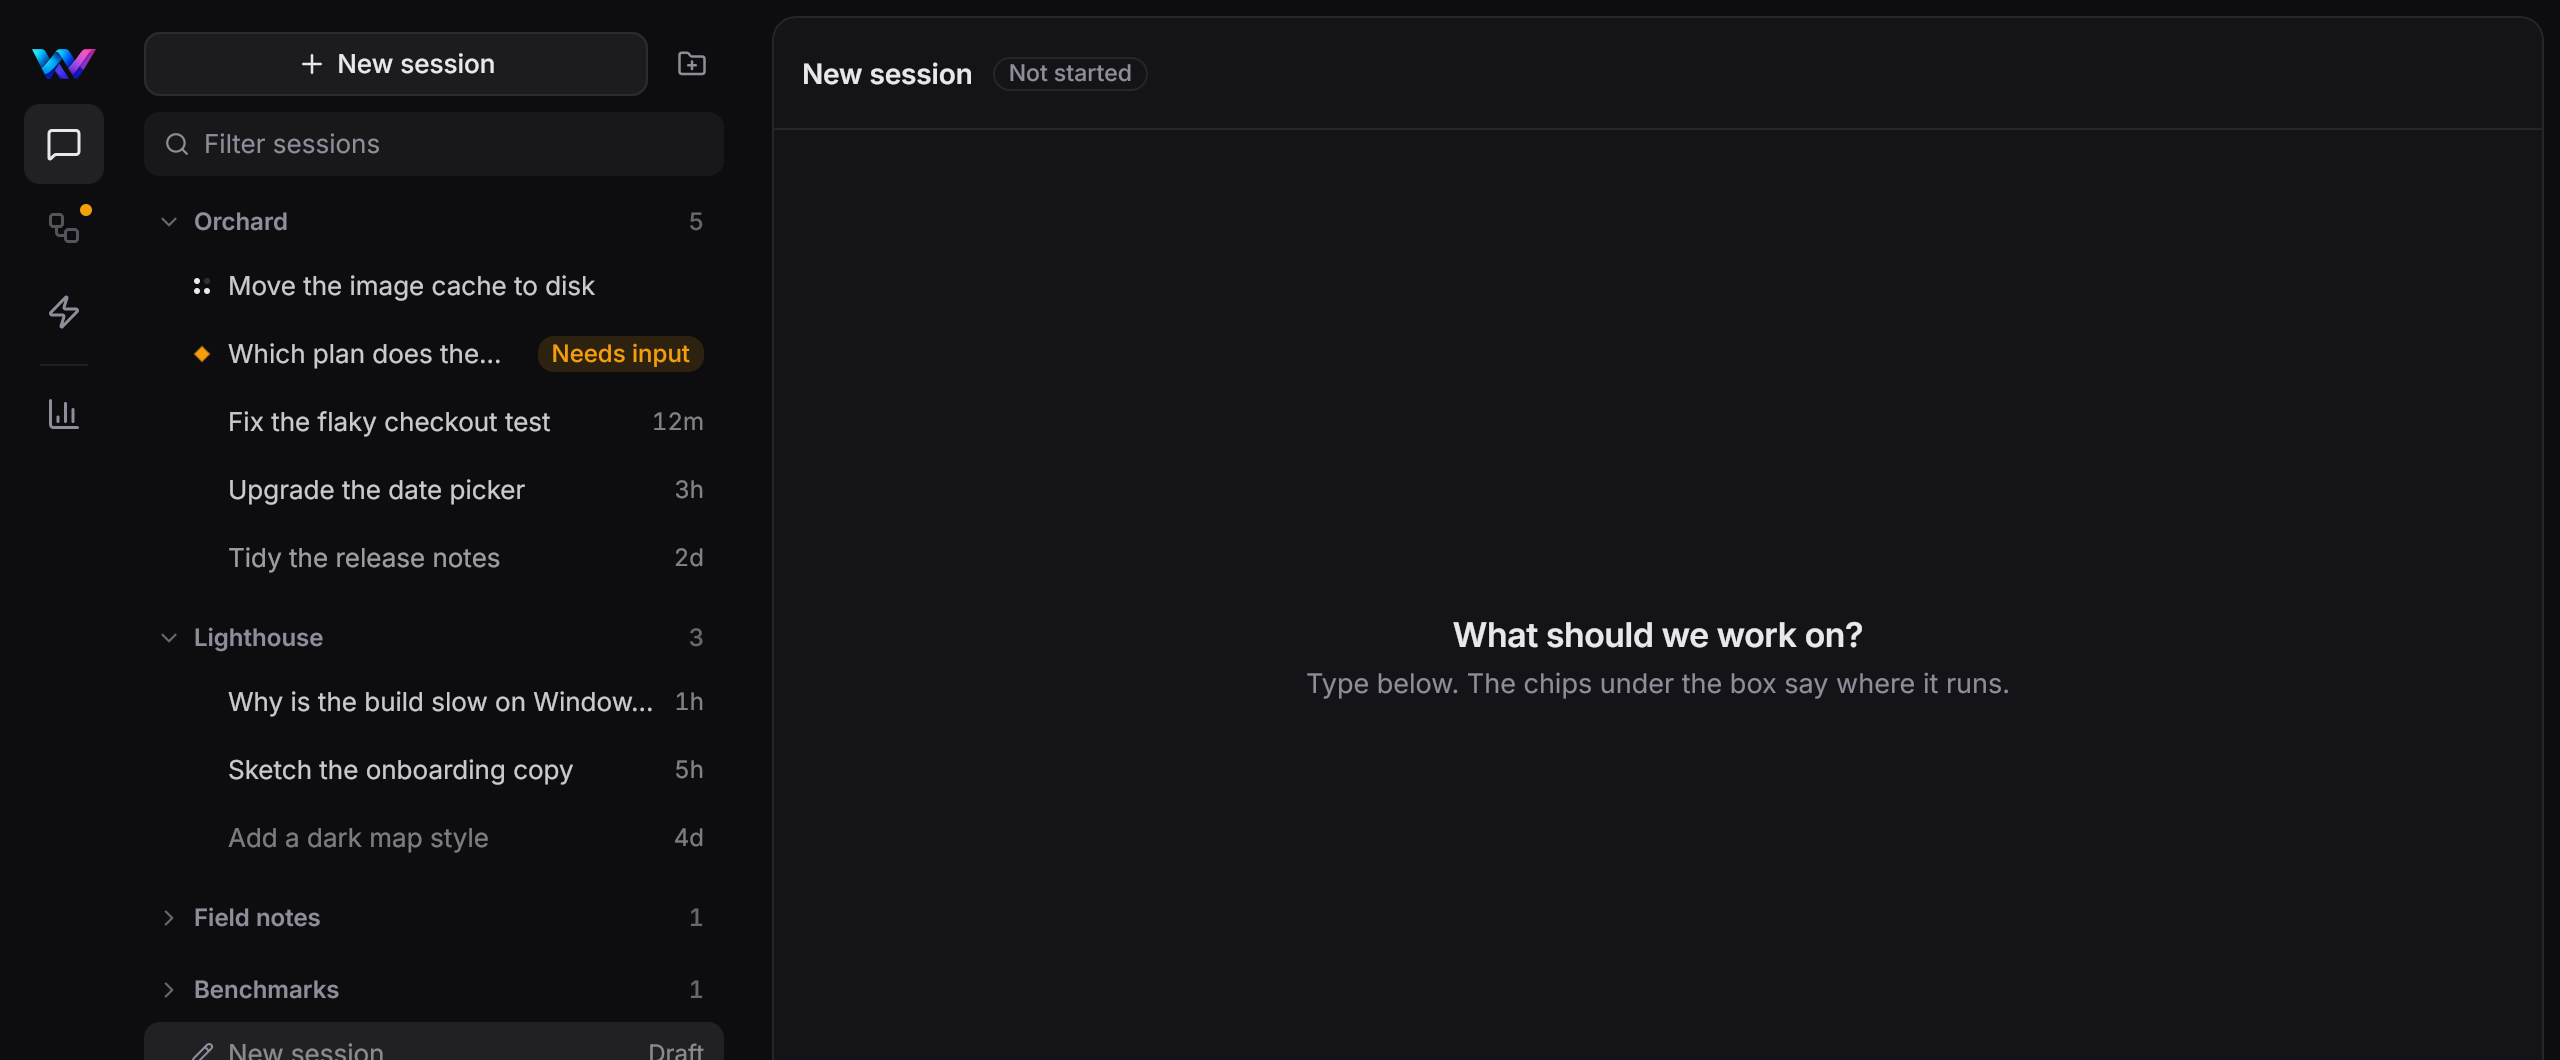 New session
Filter sessions
Orchard 5
Move the image cache to disk
Which plan does the... Needs input
Fix the flaky checkout test 12m
Upgrade the date picker 3h
Tidy the release notes 2d
Lighthouse 3
Why is the build slow on Window... 1h
Sketch the onboarding copy 5h
Add a dark map style 4d
Field notes 1
Benchmarks 1
New session Draft
New session Not started
What should we work on?
Type below. The chips under the box say where it runs.